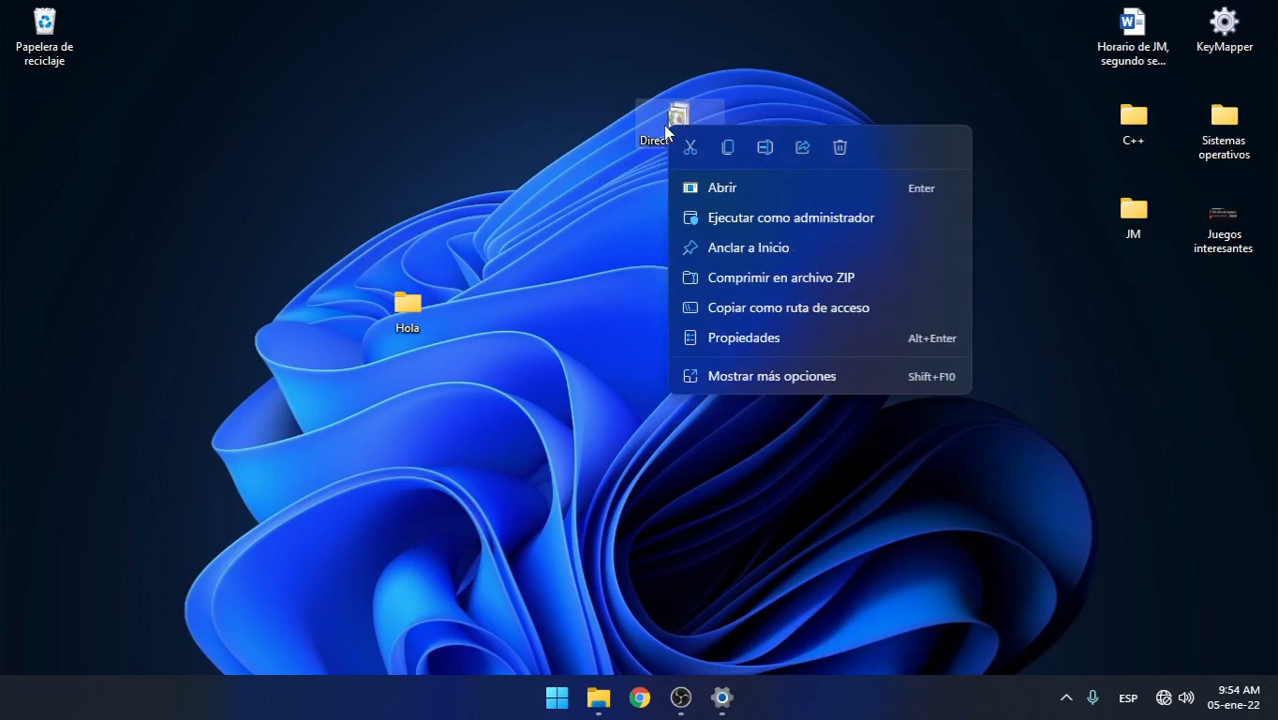 Papelera de
reciclaje
Horario de JM,
segundo se...
KeyMapper
C++
Sistemas
operativos
JM
Juegos
interesantes
Hola
Abrir Enter
Ejecutar como administrador
Anclar a Inicio
Comprimir en archivo ZIP
Copiar como ruta de acceso
Propiedades Alt+Enter
Mostrar más opciones Shift+F10
ESP
9:54 AM
05-ene-22